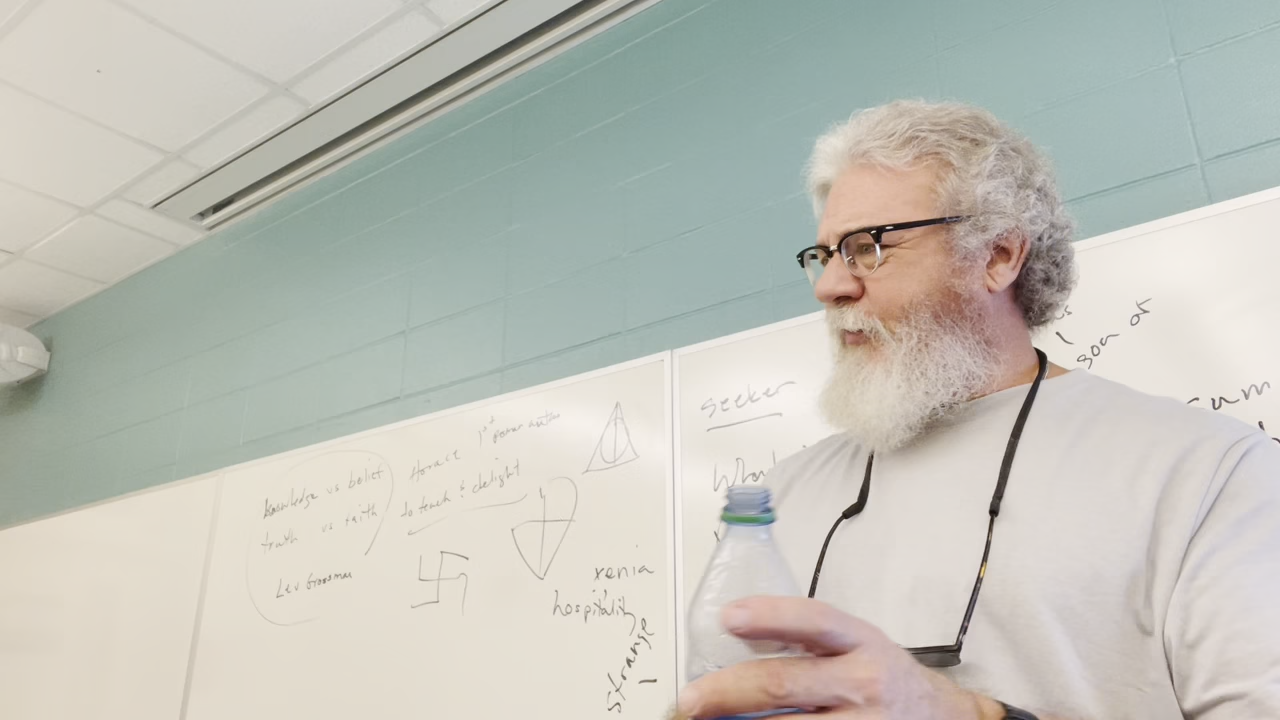 knowledge vs belief
truth vs faith
Lev Grossman
Horace 1st Roman author
to teach & delight
xenia
hospitality
strange
seeker
son of